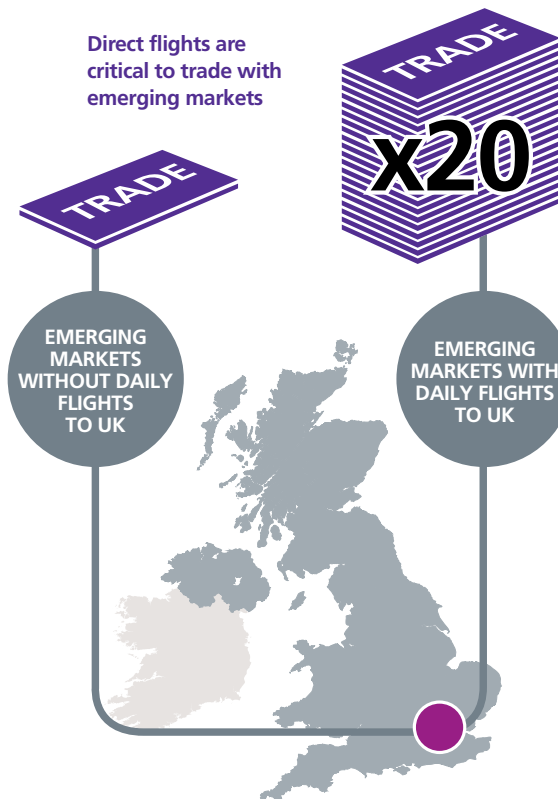 Direct flights are
critical to trade with
emerging markets
TRADE
TRADE
x20
EMERGING
MARKETS
WITHOUT DAILY
FLIGHTS
TO UK
EMERGING
MARKETS WITH
DAILY FLIGHTS
TO UK